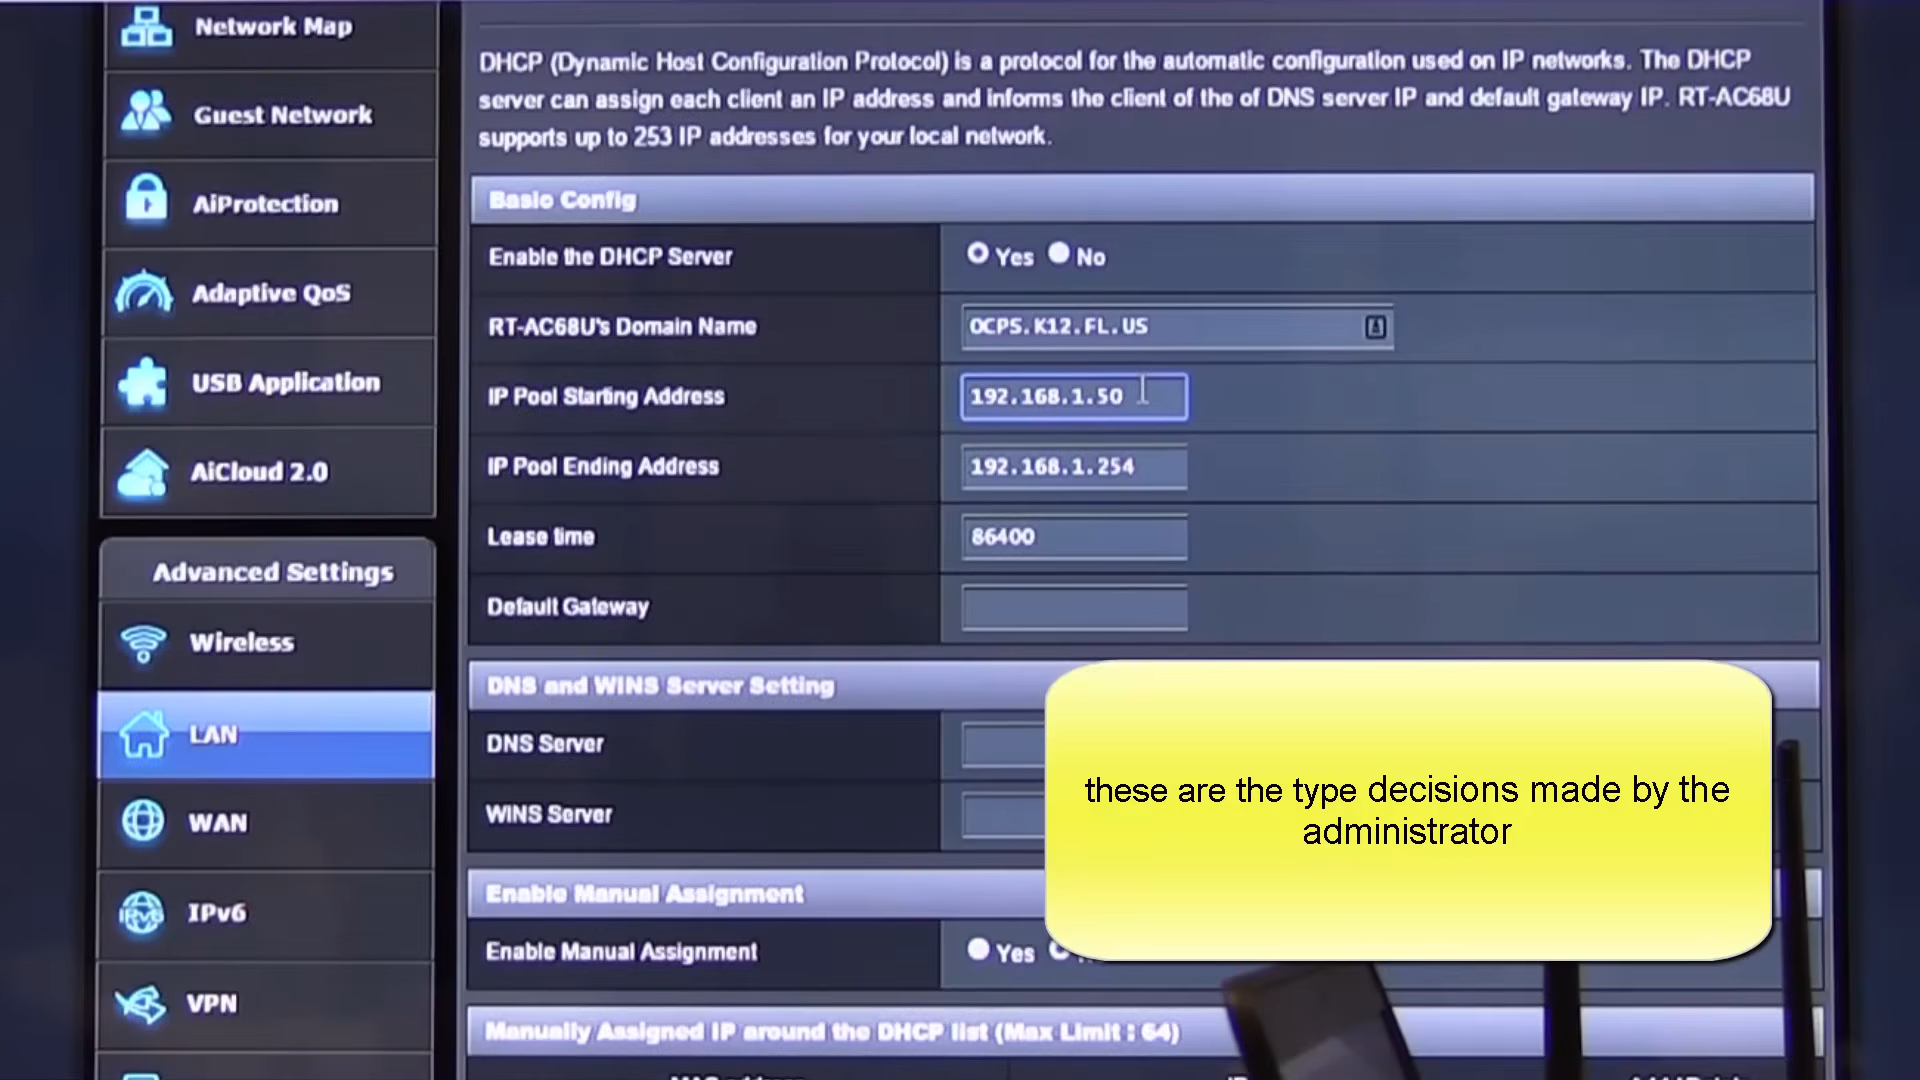 Network Map
Guest Network
AiProtection
Adaptive QoS
USB Application
AiCloud 2.0
Advanced Settings
Wireless
LAN
WAN
IPv6
VPN
DHCP (Dynamic Host Configuration Protocol) is a protocol for the automatic configuration used on IP networks. The DHCP
server can assign each client an IP address and informs the client of the of DNS server IP and default gateway IP. RT-AC68U
supports up to 253 IP addresses for your local network.
Basic Config
Enable the DHCP Server Yes No
RT-AC68U's Domain Name OCPS.K12.FL.US
IP Pool Starting Address 192.168.1.50
IP Pool Ending Address 192.168.1.254
Lease time 86400
Default Gateway
DNS and WINS Server Setting
DNS Server
WINS Server
Enable Manual Assignment
Enable Manual Assignment Yes
Manually Assigned IP around the DHCP list (Max Limit : 64)
these are the type decisions made by the
administrator